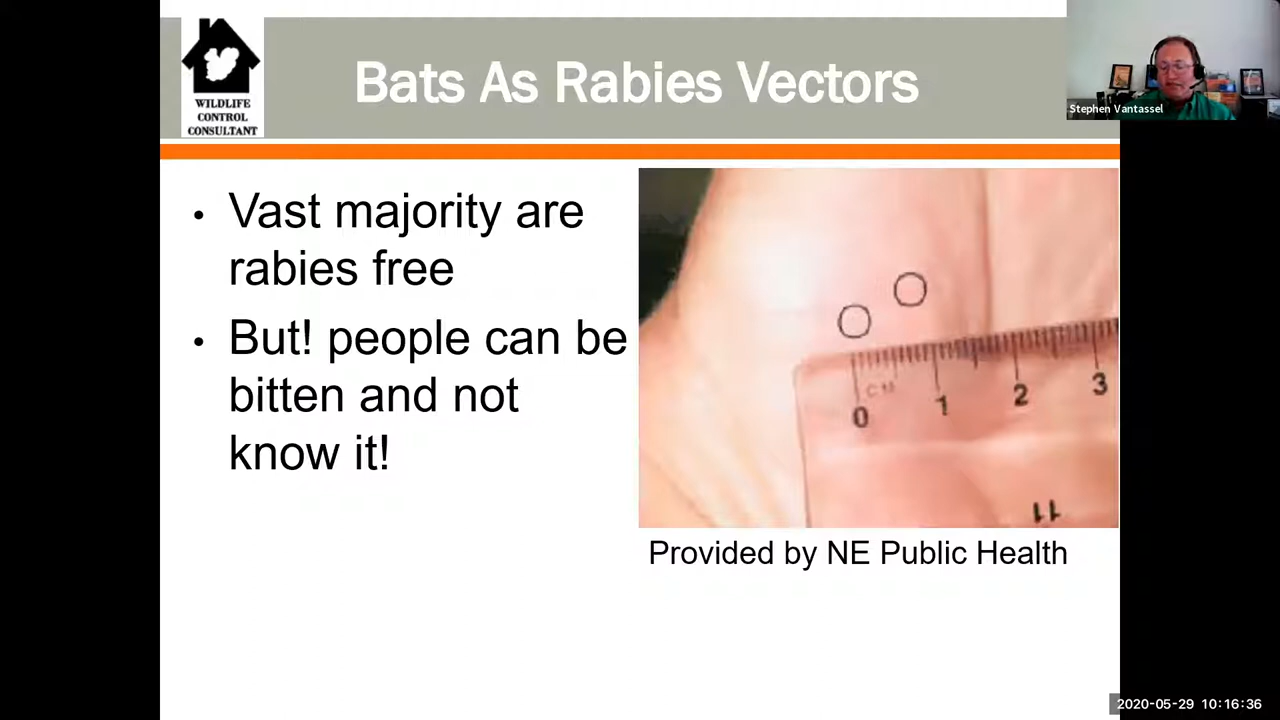 WILDLIFE
CONTROL
CONSULTANT
Bats As Rabies Vectors
Stephen Vantassel
• Vast majority are
rabies free
• But! people can be
bitten and not
know it!
CM
0 1 2 3
11
Provided by NE Public Health
2020-05-29 10:16:36